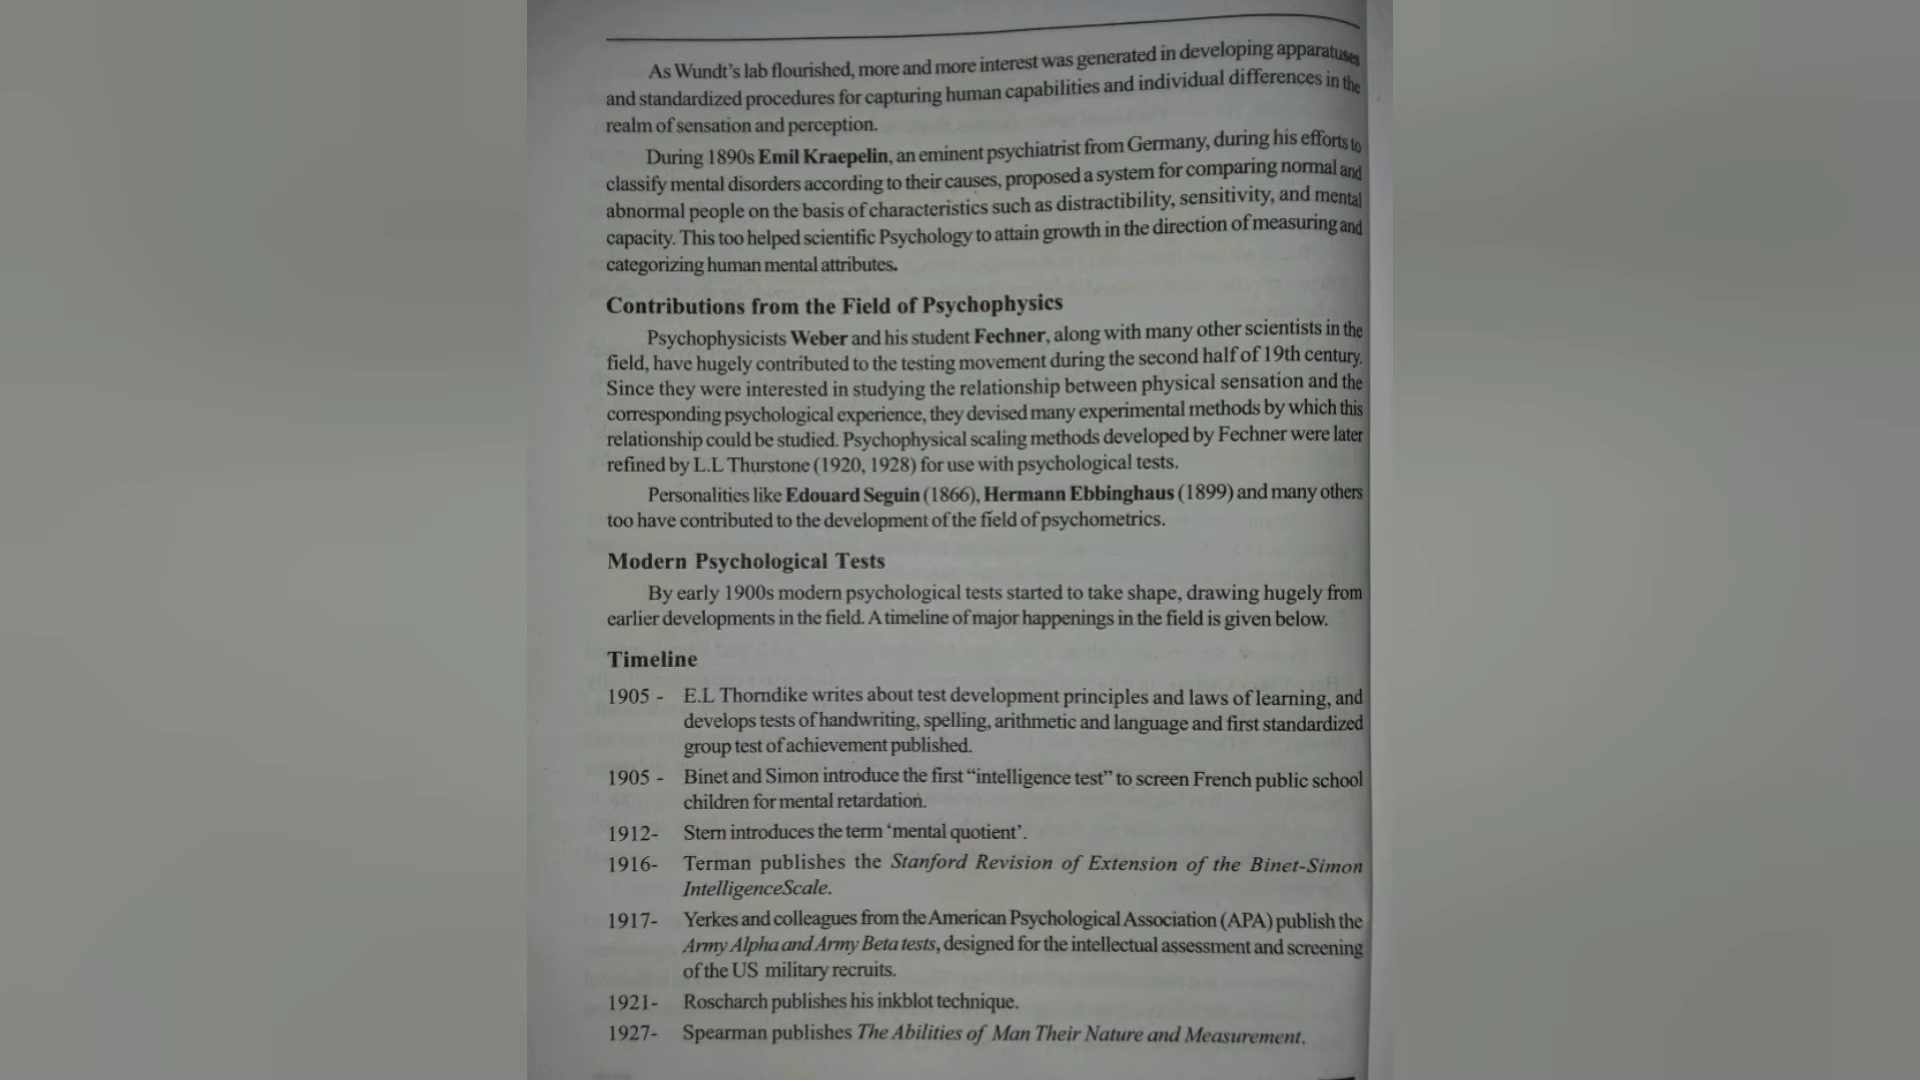 As Wundt's lab flourished, more and more interest was generated in developing apparatuses
and standardized procedures for capturing human capabilities and individual differences in the
realm of sensation and perception.
During 1890s Emil Kraepelin, an eminent psychiatrist from Germany, during his efforts to
classify mental disorders according to their causes, proposed a system for comparing normal and
abnormal people on the basis of characteristics such as distractibility, sensitivity, and mental
capacity. This too helped scientific Psychology to attain growth in the direction of measuring and
categorizing human mental attributes.
Contributions from the Field of Psychophysics
Psychophysicists Weber and his student Fechner, along with many other scientists in the
field, have hugely contributed to the testing movement during the second half of 19th century.
Since they were interested in studying the relationship between physical sensation and the
corresponding psychological experience, they devised many experimental methods by which this
relationship could be studied. Psychophysical scaling methods developed by Fechner were later
refined by L.L Thurstone (1920, 1928) for use with psychological tests.
Personalities like Edouard Seguin (1866), Hermann Ebbinghaus (1899) and many others
too have contributed to the development of the field of psychometrics.
Modern Psychological Tests
By early 1900s modern psychological tests started to take shape, drawing hugely from
earlier developments in the field. A timeline of major happenings in the field is given below.
Timeline
1905 - E.L Thorndike writes about test development principles and laws of learning, and
develops tests of handwriting, spelling, arithmetic and language and first standardized
group test of achievement published.
1905 - Binet and Simon introduce the first "intelligence test" to screen French public school
children for mental retardation.
1912- Stern introduces the term 'mental quotient'.
1916- Terman publishes the Stanford Revision of Extension of the Binet-Simon
IntelligenceScale.
1917- Yerkes and colleagues from the American Psychological Association (APA) publish the
Army Alpha and Army Beta tests, designed for the intellectual assessment and screening
of the US military recruits.
1921- Roscharch publishes his inkblot technique.
1927- Spearman publishes The Abilities of Man Their Nature and Measurement.